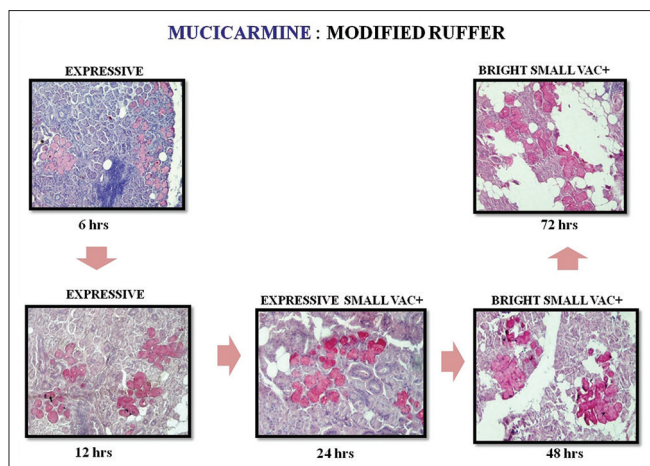 MUCICARMINE : MODIFIED RUFFER
EXPRESSIVE
6 hrs
EXPRESSIVE
12 hrs
EXPRESSIVE SMALL VAC+
24 hrs
BRIGHT SMALL VAC+
48 hrs
BRIGHT SMALL VAC+
72 hrs